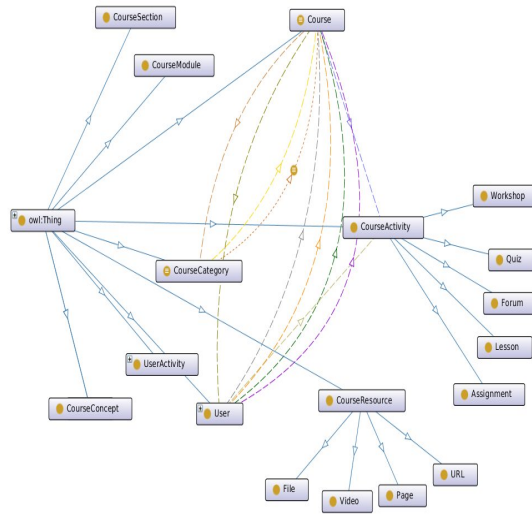 CourseSection
Course
CourseModule
Workshop
owl:Thing
CourseActivity
Quiz
CourseCategory
Forum
Lesson
UserActivity
Assignment
CourseConcept
User
CourseResource
URL
File
Video
Page